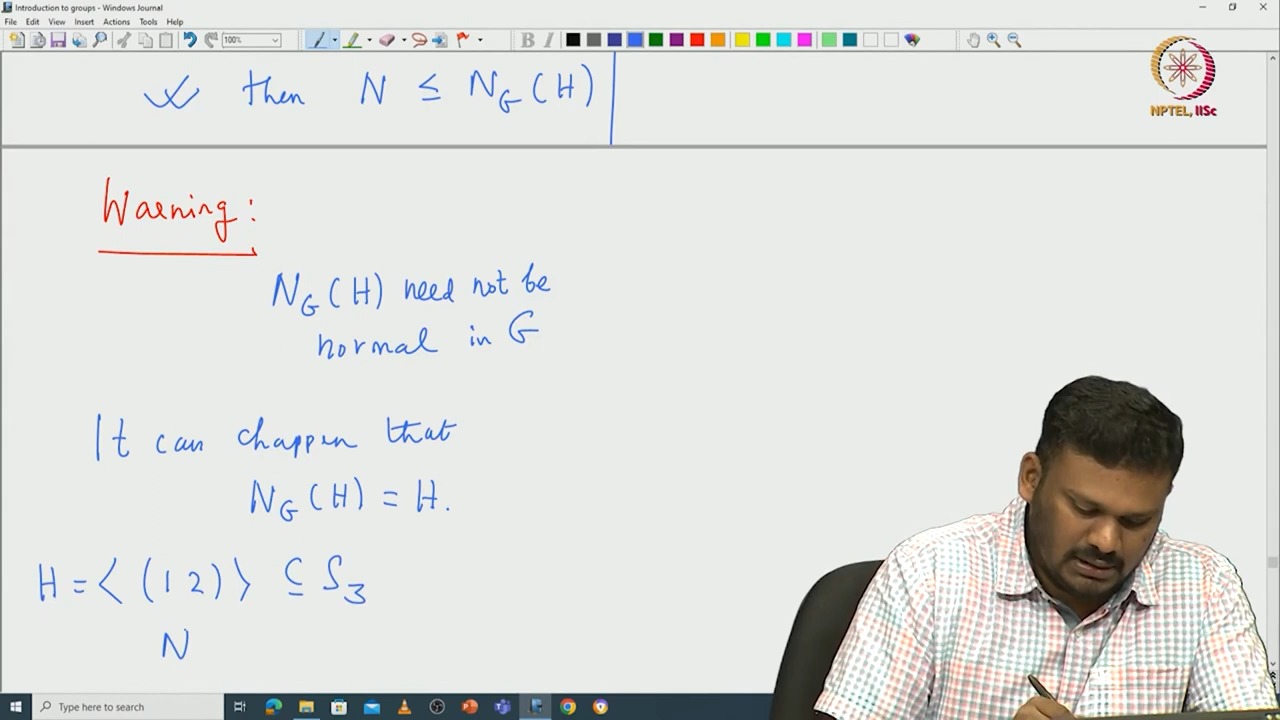 Introduction to groups - Windows Journal
File Edit View Insert Actions Tools Help
100%
B I
then N ≤ N_G(H)
NPTEL, IISc
Warning:
N_G(H) need not be
normal in G
It can chappen that
N_G(H) = H.
H = ⟨(1 2)⟩ ⊆ S_3
N
Type here to search